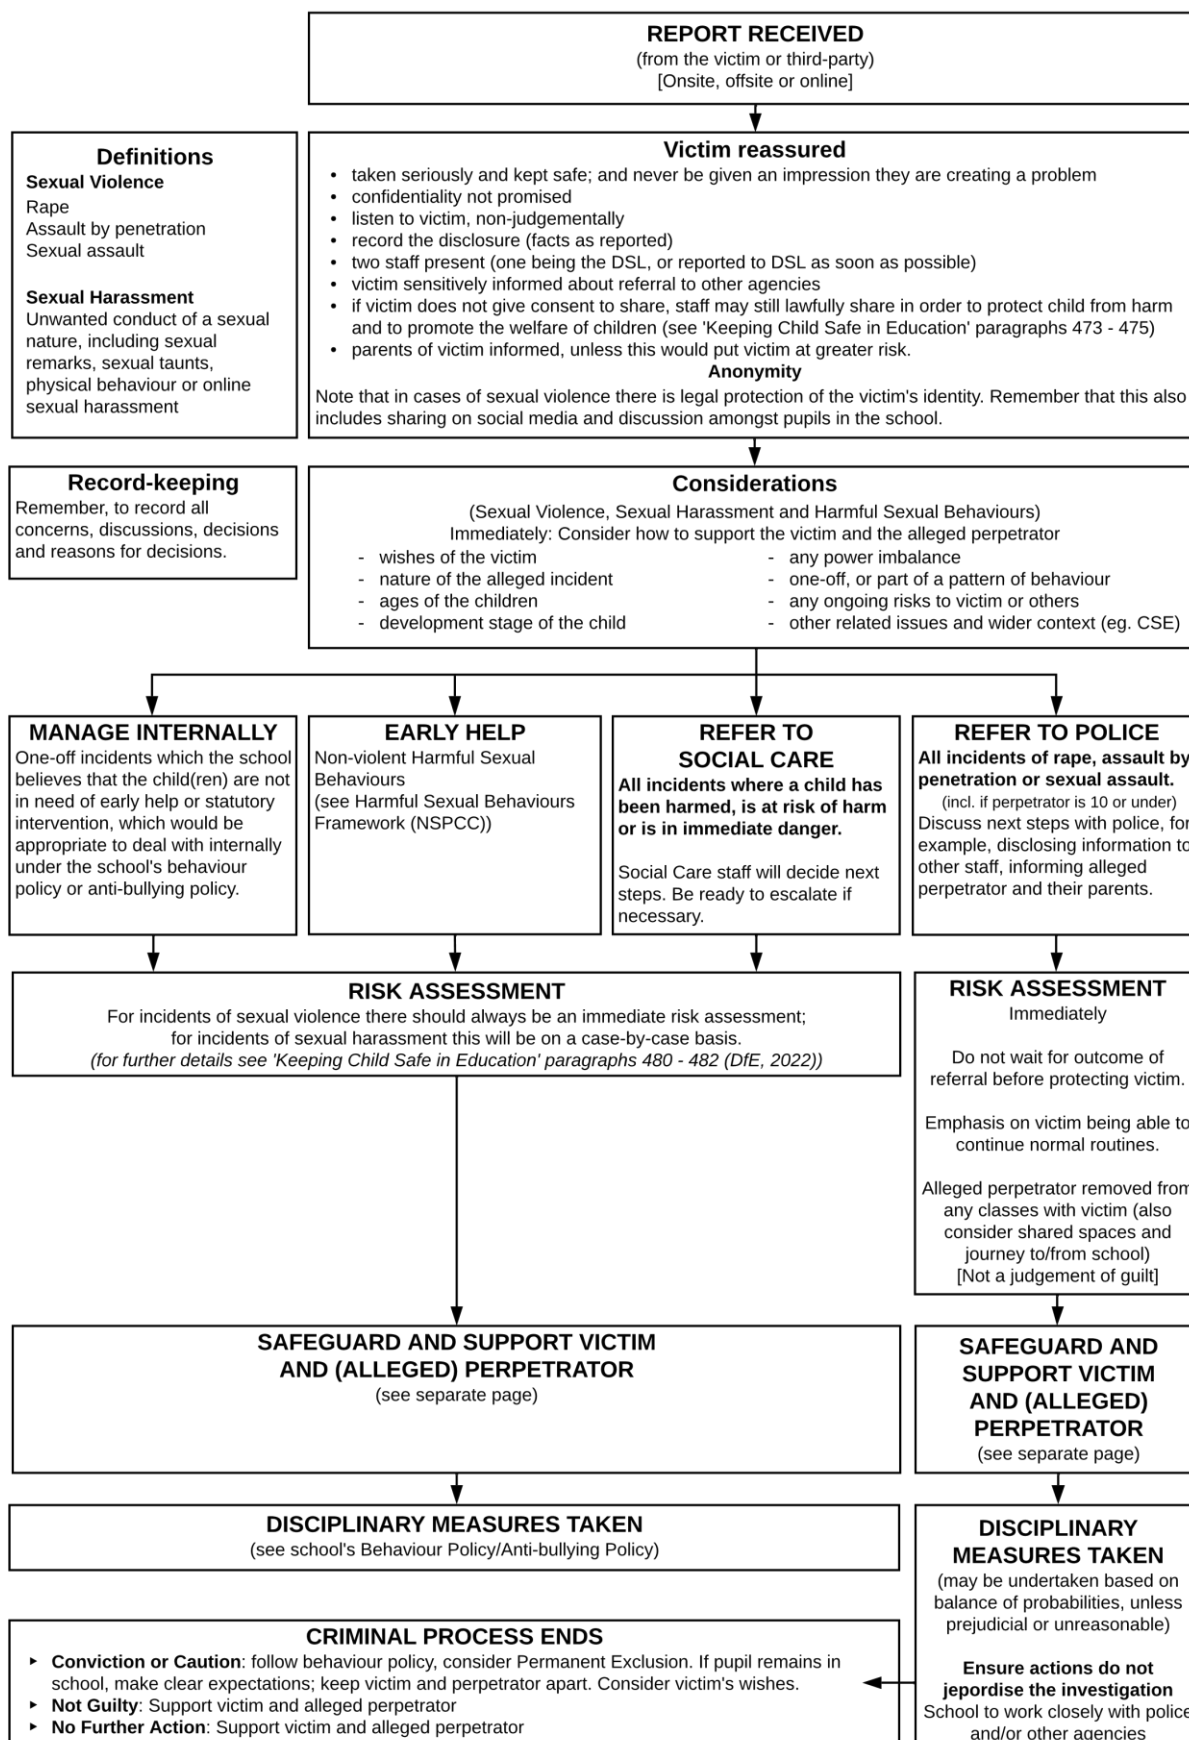 REPORT RECEIVED
(from the victim or third-party)
[Onsite, offsite or online]
Definitions
Sexual Violence
Rape
Assault by penetration
Sexual assault
Sexual Harassment
Unwanted conduct of a sexual
nature, including sexual
remarks, sexual taunts,
physical behaviour or online
sexual harassment
Victim reassured
• taken seriously and kept safe; and never be given an impression they are creating a problem
• confidentiality not promised
• listen to victim, non-judgementally
• record the disclosure (facts as reported)
• two staff present (one being the DSL, or reported to DSL as soon as possible)
• victim sensitively informed about referral to other agencies
• if victim does not give consent to share, staff may still lawfully share in order to protect child from harm
and to promote the welfare of children (see 'Keeping Child Safe in Education' paragraphs 473 - 475)
• parents of victim informed, unless this would put victim at greater risk.
Anonymity
Note that in cases of sexual violence there is legal protection of the victim's identity. Remember that this also
includes sharing on social media and discussion amongst pupils in the school.
Record-keeping
Remember, to record all
concerns, discussions, decisions
and reasons for decisions.
Considerations
(Sexual Violence, Sexual Harassment and Harmful Sexual Behaviours)
Immediately: Consider how to support the victim and the alleged perpetrator
- wishes of the victim
- nature of the alleged incident
- ages of the children
- development stage of the child
- any power imbalance
- one-off, or part of a pattern of behaviour
- any ongoing risks to victim or others
- other related issues and wider context (eg. CSE)
MANAGE INTERNALLY
One-off incidents which the school
believes that the child(ren) are not
in need of early help or statutory
intervention, which would be
appropriate to deal with internally
under the school's behaviour
policy or anti-bullying policy.
EARLY HELP
Non-violent Harmful Sexual
Behaviours
(see Harmful Sexual Behaviours
Framework (NSPCC))
REFER TO
SOCIAL CARE
All incidents where a child has
been harmed, is at risk of harm
or is in immediate danger.
Social Care staff will decide next
steps. Be ready to escalate if
necessary.
REFER TO POLICE
All incidents of rape, assault by
penetration or sexual assault.
(incl. if perpetrator is 10 or under)
Discuss next steps with police, for
example, disclosing information to
other staff, informing alleged
perpetrator and their parents.
RISK ASSESSMENT
For incidents of sexual violence there should always be an immediate risk assessment;
for incidents of sexual harassment this will be on a case-by-case basis.
(for further details see 'Keeping Child Safe in Education' paragraphs 480 - 482 (DfE, 2022))
RISK ASSESSMENT
Immediately
Do not wait for outcome of
referral before protecting victim.
Emphasis on victim being able to
continue normal routines.
Alleged perpetrator removed from
any classes with victim (also
consider shared spaces and
journey to/from school)
[Not a judgement of guilt]
SAFEGUARD AND SUPPORT VICTIM
AND (ALLEGED) PERPETRATOR
(see separate page)
SAFEGUARD AND
SUPPORT VICTIM
AND (ALLEGED)
PERPETRATOR
(see separate page)
DISCIPLINARY MEASURES TAKEN
(see school's Behaviour Policy/Anti-bullying Policy)
DISCIPLINARY
MEASURES TAKEN
(may be undertaken based on
balance of probabilities, unless
prejudicial or unreasonable)
Ensure actions do not
jepordise the investigation
School to work closely with police
and/or other agencies
CRIMINAL PROCESS ENDS
▸ Conviction or Caution: follow behaviour policy, consider Permanent Exclusion. If pupil remains in
school, make clear expectations; keep victim and perpetrator apart. Consider victim's wishes.
▸ Not Guilty: Support victim and alleged perpetrator
▸ No Further Action: Support victim and alleged perpetrator